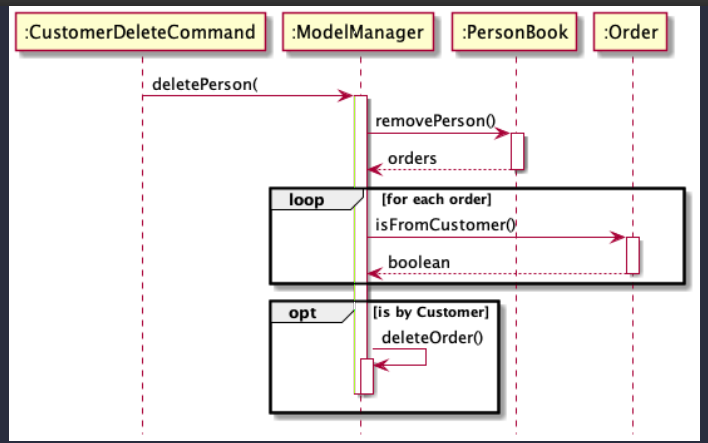 :CustomerDeleteCommand :ModelManager :PersonBook :Order
deletePerson(
removePerson()
orders
loop [for each order]
isFromCustomer()
boolean
opt [is by Customer]
deleteOrder()